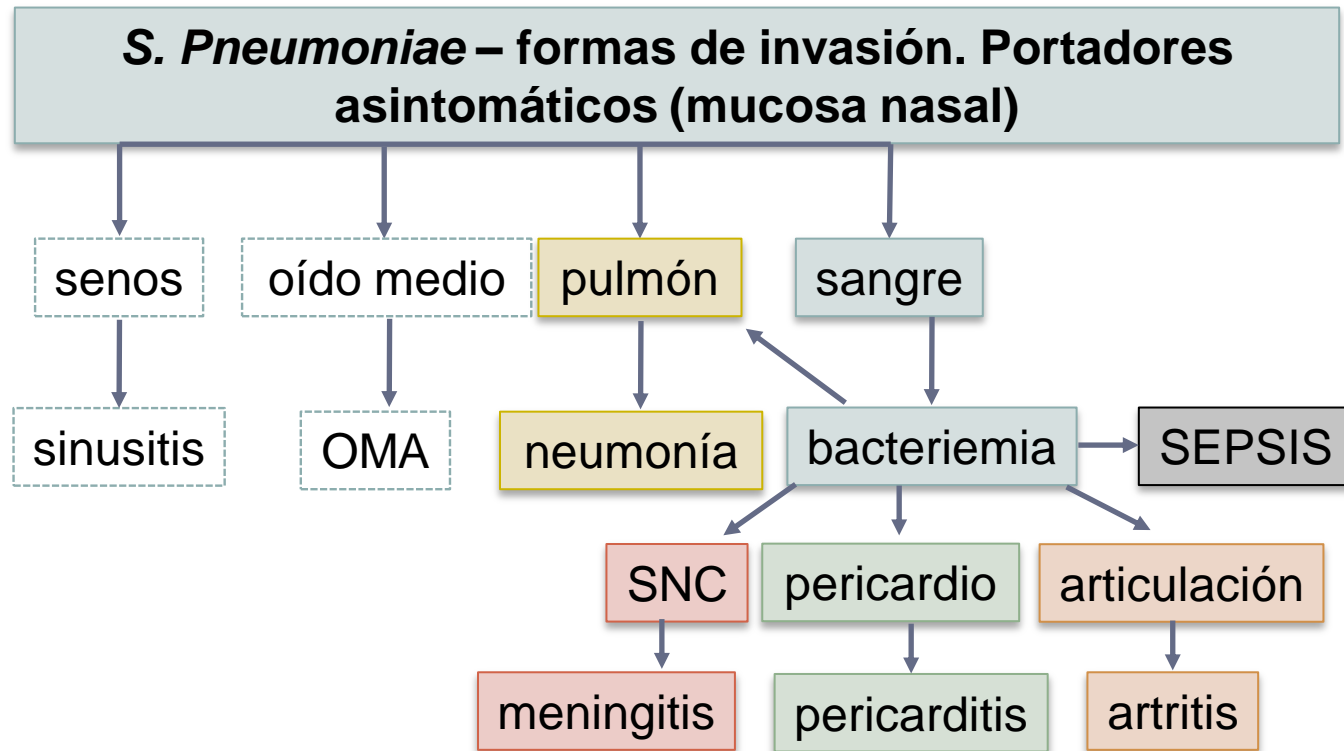 S. Pneumoniae – formas de invasión. Portadores
asintomáticos (mucosa nasal)
senos
oído medio
pulmón
sangre
sinusitis
OMA
neumonía
bacteriemia
SEPSIS
SNC
pericardio
articulación
meningitis
pericarditis
artritis